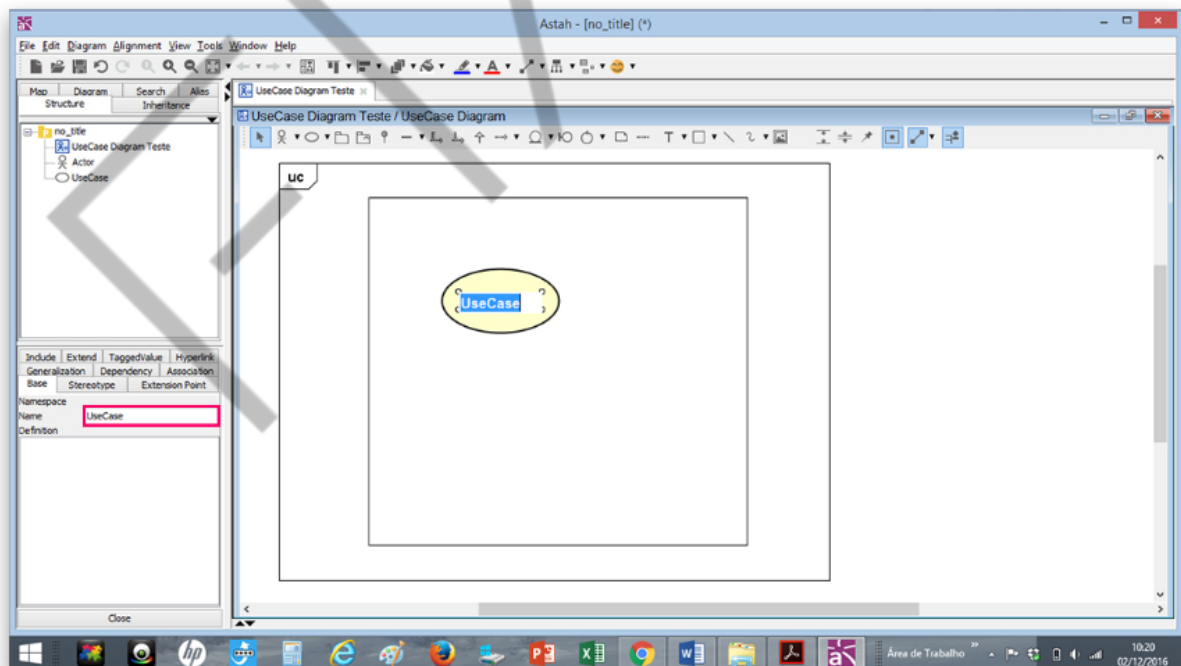 Astah - [no_title] (*)
File Edit Diagram Alignment View Tools Window Help
Map Diagram Search Alias
Structure Inheritance
no_title
UseCase Diagram Teste
Actor
UseCase
UseCase Diagram Teste
UseCase Diagram Teste / UseCase Diagram
T
uc
UseCase
Include Extend TaggedValue Hyperlink
Generalization Dependency Association
Base Stereotype Extension Point
Namespace
Name UseCase
Definition
Close
Área de Trabalho
10:20
02/12/2016